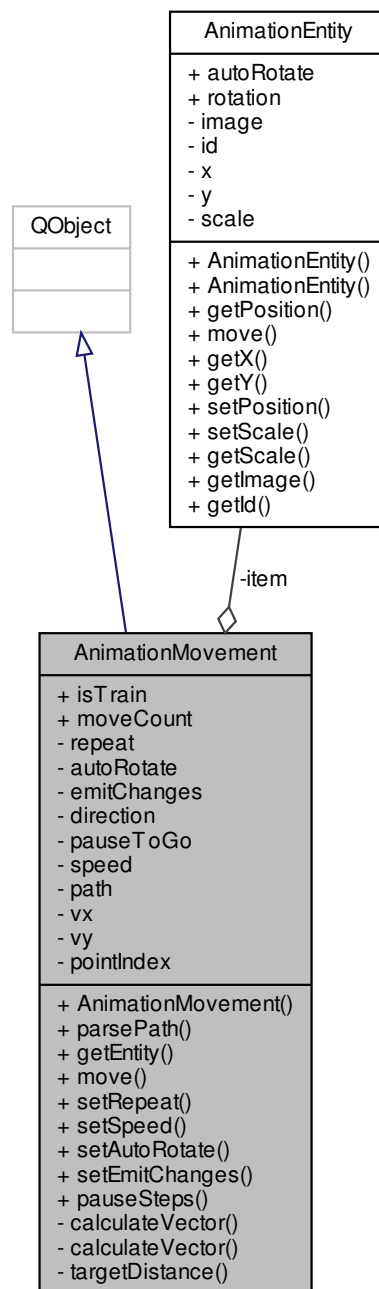 AnimationEntity
+ autoRotate
+ rotation
- image
- id
- x
- y
- scale
+ AnimationEntity()
+ AnimationEntity()
+ getPosition()
+ move()
+ getX()
+ getY()
+ setPosition()
+ setScale()
+ getScale()
+ getImage()
+ getId()
QObject
-item
AnimationMovement
+ isTrain
+ moveCount
- repeat
- autoRotate
- emitChanges
- direction
- pauseToGo
- speed
- path
- vx
- vy
- pointIndex
+ AnimationMovement()
+ parsePath()
+ getEntity()
+ move()
+ setRepeat()
+ setSpeed()
+ setAutoRotate()
+ setEmitChanges()
+ pauseSteps()
- calculateVector()
- calculateVector()
- targetDistance()